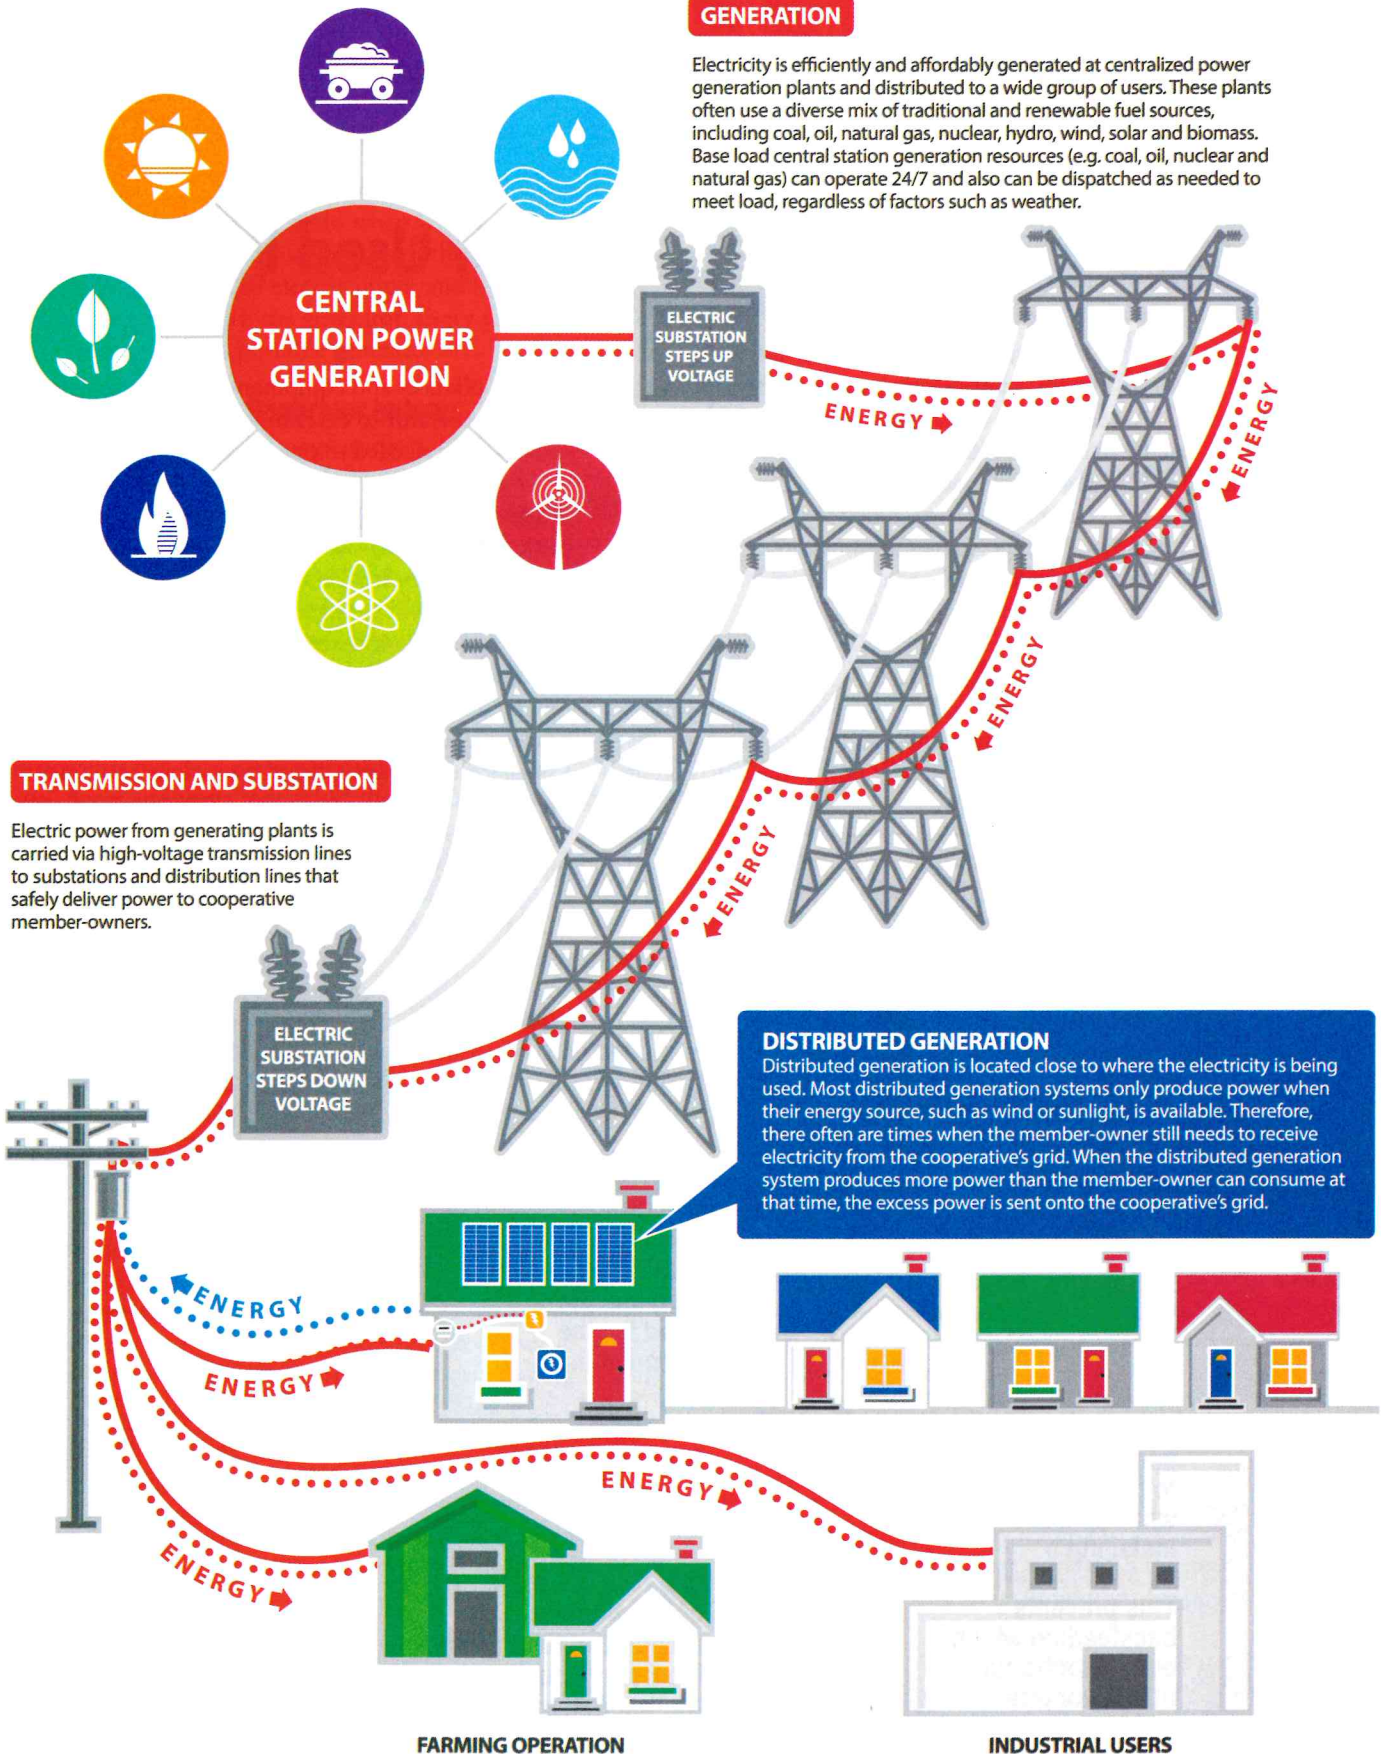 GENERATION
Electricity is efficiently and affordably generated at centralized power
generation plants and distributed to a wide group of users. These plants
often use a diverse mix of traditional and renewable fuel sources,
including coal, oil, natural gas, nuclear, hydro, wind, solar and biomass.
Base load central station generation resources (e.g. coal, oil, nuclear and
natural gas) can operate 24/7 and also can be dispatched as needed to
meet load, regardless of factors such as weather.
CENTRAL
STATION POWER
GENERATION
ELECTRIC
SUBSTATION
STEPS UP
VOLTAGE
ENERGY
ENERGY
ENERGY
ENERGY
TRANSMISSION AND SUBSTATION
Electric power from generating plants is
carried via high-voltage transmission lines
to substations and distribution lines that
safely deliver power to cooperative
member-owners.
ELECTRIC
SUBSTATION
STEPS DOWN
VOLTAGE
DISTRIBUTED GENERATION
Distributed generation is located close to where the electricity is being
used. Most distributed generation systems only produce power when
their energy source, such as wind or sunlight, is available. Therefore,
there often are times when the member-owner still needs to receive
electricity from the cooperative's grid. When the distributed generation
system produces more power than the member-owner can consume at
that time, the excess power is sent onto the cooperative's grid.
ENERGY
ENERGY
ENERGY
ENERGY
FARMING OPERATION
INDUSTRIAL USERS